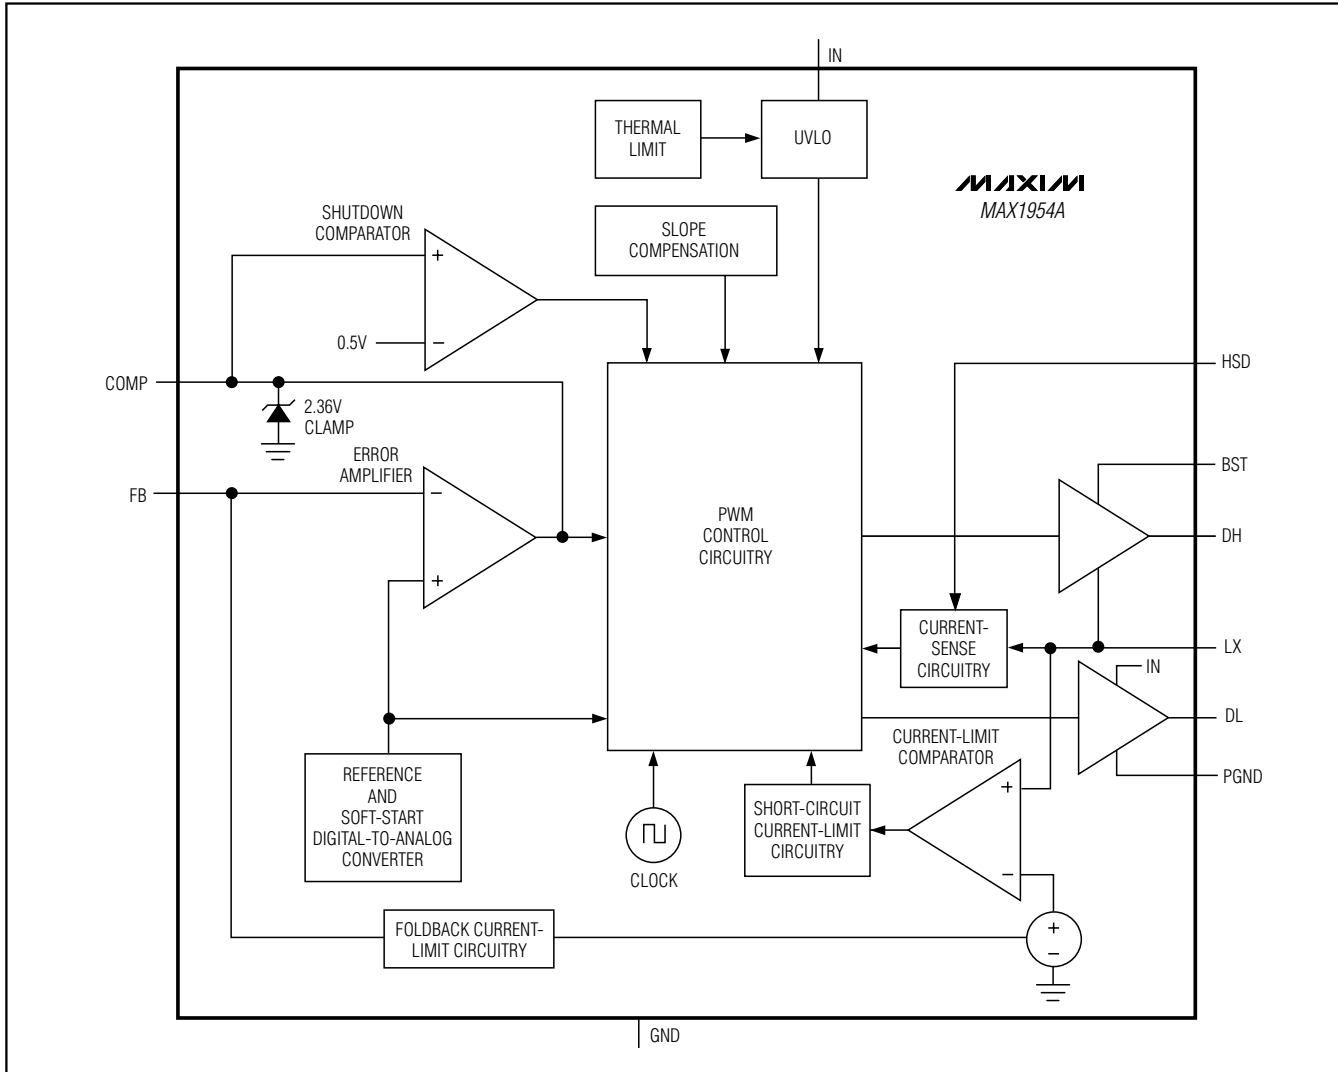 IN
THERMAL
LIMIT
UVLO
MAXIM
MAX1954A
SHUTDOWN
COMPARATOR
SLOPE
COMPENSATION
+
0.5V
−
HSD
COMP
2.36V
CLAMP
ERROR
AMPLIFIER
BST
FB
−
PWM
CONTROL
CIRCUITRY
DH
+
CURRENT-
SENSE
CIRCUITRY
LX
IN
DL
CURRENT-LIMIT
COMPARATOR
PGND
REFERENCE
AND
SOFT-START
DIGITAL-TO-ANALOG
CONVERTER
+
SHORT-CIRCUIT
CURRENT-LIMIT
CIRCUITRY
−
CLOCK
FOLDBACK CURRENT-
LIMIT CIRCUITRY
+
−
GND